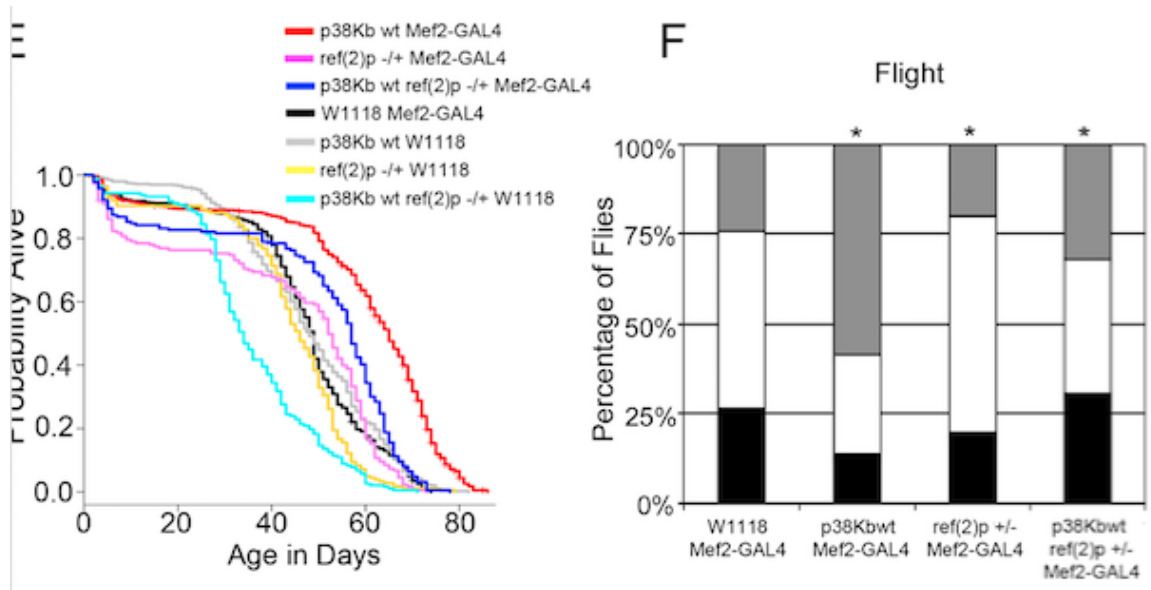 E
p38Kb wt Mef2-GAL4
ref(2)p -/+ Mef2-GAL4
p38Kb wt ref(2)p -/+ Mef2-GAL4
W1118 Mef2-GAL4
p38Kb wt W1118
ref(2)p -/+ W1118
p38Kb wt ref(2)p -/+ W1118
Probability Alive
1.0
0.8
0.6
0.4
0.2
0.0
0 20 40 60 80
Age in Days
F
Flight
* * *
Percentage of Flies
100%
75%
50%
25%
0%
W1118
Mef2-GAL4
p38Kbwt
Mef2-GAL4
ref(2)p +/-
Mef2-GAL4
p38Kbwt
ref(2)p +/-
Mef2-GAL4